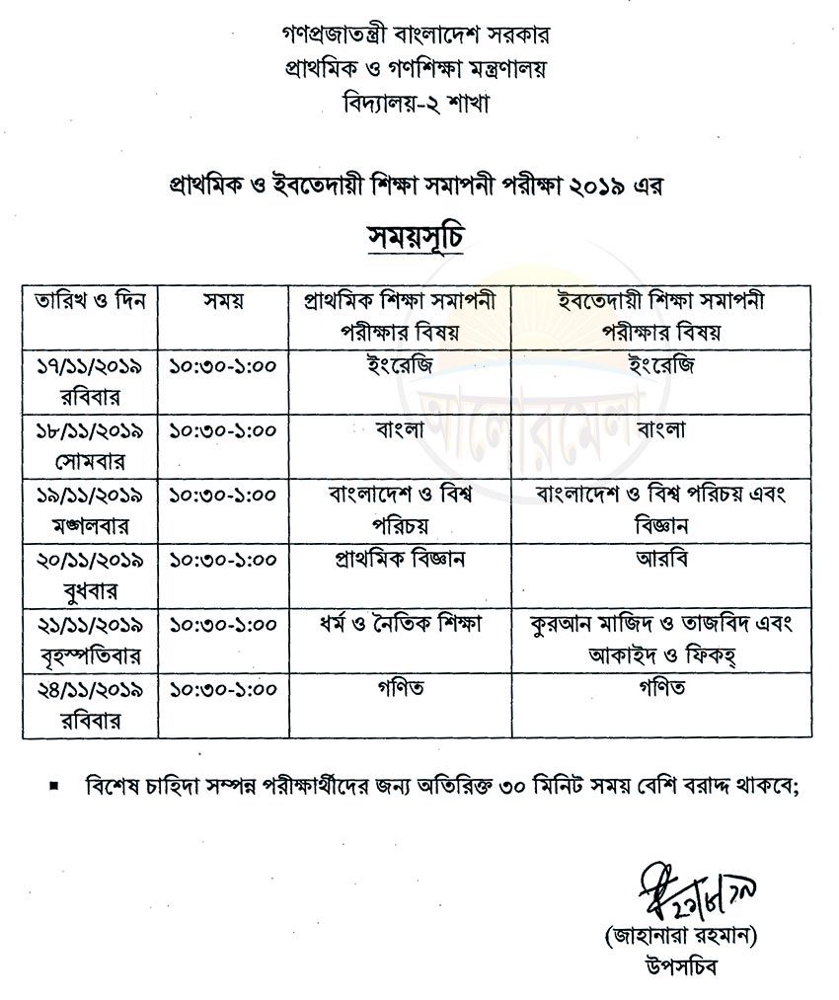 গণপ্রজাতন্ত্রী বাংলাদেশ সরকার
প্রাথমিক ও গণশিক্ষা মন্ত্রণালয়
বিদ্যালয়-২ শাখা
প্রাথমিক ও ইবতেদায়ী শিক্ষা সমাপনী পরীক্ষা ২০১৯ এর
সময়সূচি
তারিখ ও দিন সময় প্রাথমিক শিক্ষা সমাপনী ইবতেদায়ী শিক্ষা সমাপনী
পরীক্ষার বিষয় পরীক্ষার বিষয়
১৭/১১/২০১৯ ১০:৩০-১:০০ ইংরেজি ইংরেজি
রবিবার
১৮/১১/২০১৯ ১০:৩০-১:০০ বাংলা বাংলা
সোমবার
১৯/১১/২০১৯ ১০:৩০-১:০০ বাংলাদেশ ও বিশ্ব বাংলাদেশ ও বিশ্ব পরিচয় এবং
মঙ্গলবার পরিচয় বিজ্ঞান
২০/১১/২০১৯ ১০:৩০-১:০০ প্রাথমিক বিজ্ঞান আরবি
বুধবার
২১/১১/২০১৯ ১০:৩০-১:০০ ধর্ম ও নৈতিক শিক্ষা কুরআন মাজিদ ও তাজবিদ এবং
বৃহস্পতিবার আকাইদ ও ফিকহ্
২৪/১১/২০১৯ ১০:৩০-১:০০ গণিত গণিত
রবিবার
আলোরমেলা
▪ বিশেষ চাহিদা সম্পন্ন পরীক্ষার্থীদের জন্য অতিরিক্ত ৩০ মিনিট সময় বেশি বরাদ্দ থাকবে;
২১/৮/১৯
(জাহানারা রহমান)
উপসচিব